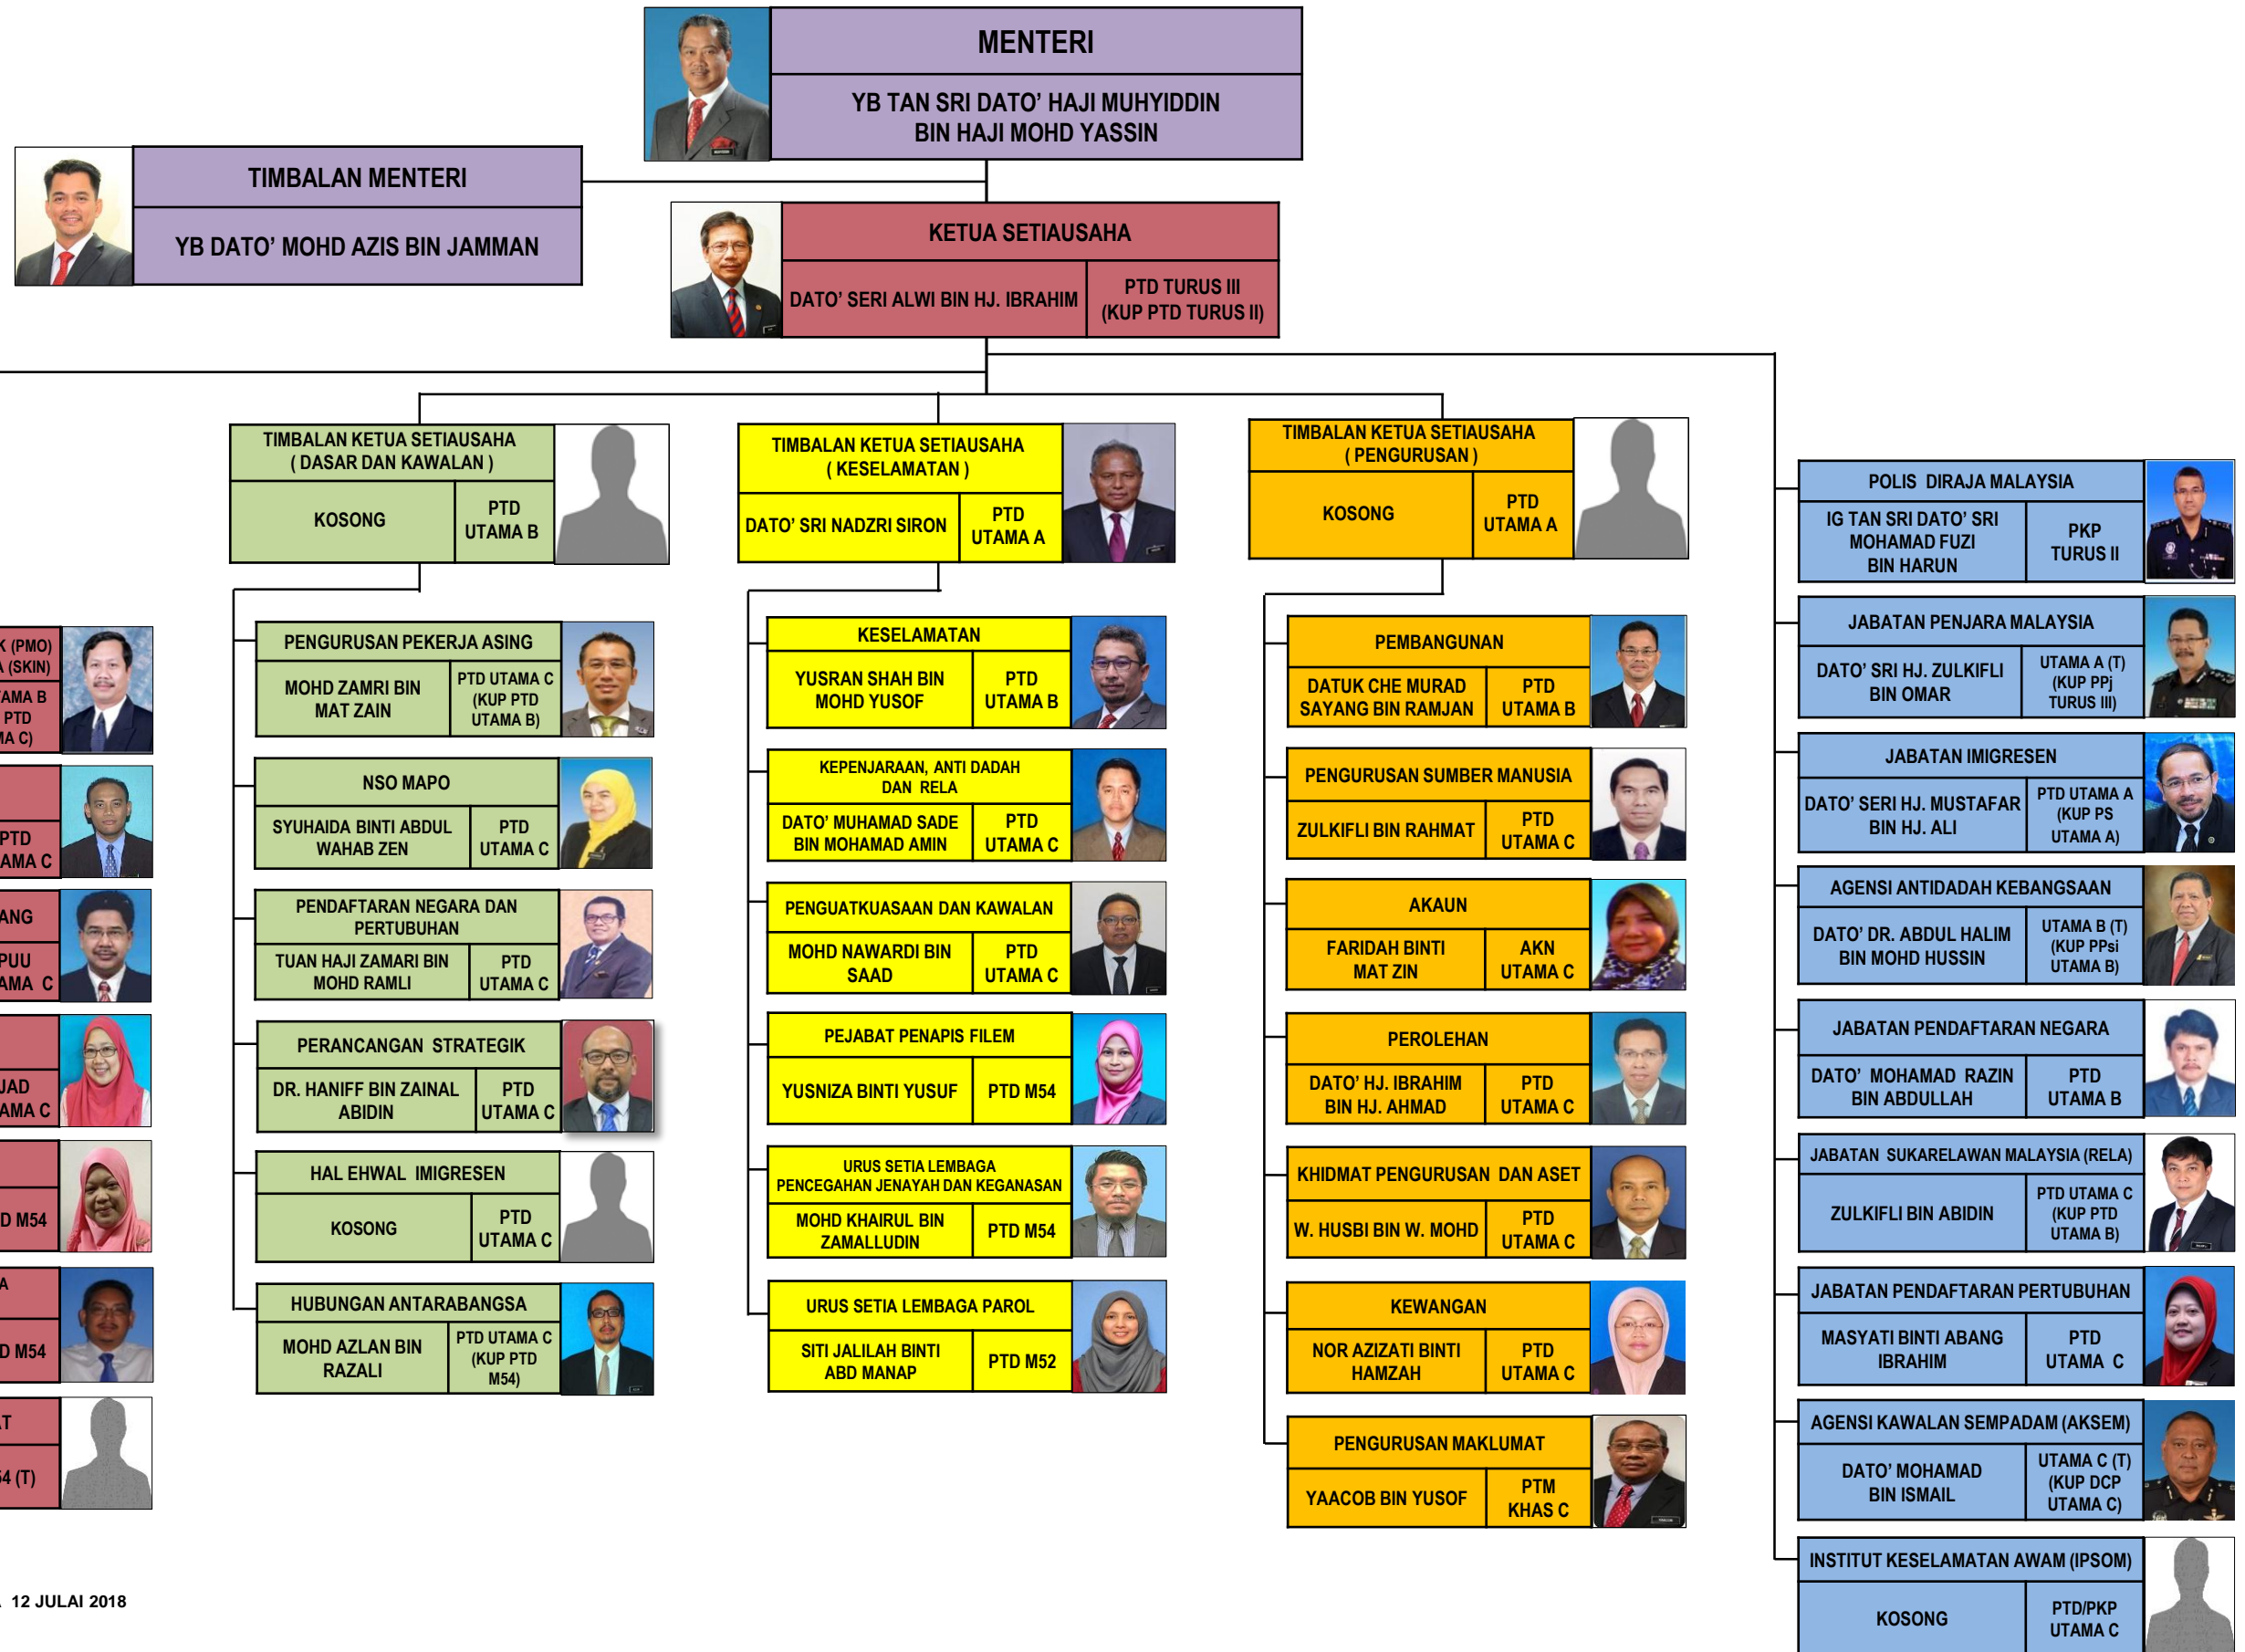 MENTERI
YB TAN SRI DATO' HAJI MUHYIDDIN
BIN HAJI MOHD YASSIN
TIMBALAN MENTERI
YB DATO' MOHD AZIS BIN JAMMAN
KETUA SETIAUSAHA
DATO' SERI ALWI BIN HJ. IBRAHIM
PTD TURUS III
(KUP PTD TURUS II)
K (PMO)
A (SKIN)
AMA B
PTD
MA C)
PTD
AMA C
ANG
PUU
AMA C
JAD
AMA C
D M54
A
D M54
AT
54 (T)
TIMBALAN KETUA SETIAUSAHA
( DASAR DAN KAWALAN )
KOSONG
PTD
UTAMA B
PENGURUSAN PEKERJA ASING
MOHD ZAMRI BIN
MAT ZAIN
PTD UTAMA C
(KUP PTD
UTAMA B)
NSO MAPO
SYUHAIDA BINTI ABDUL
WAHAB ZEN
PTD
UTAMA C
PENDAFTARAN NEGARA DAN
PERTUBUHAN
TUAN HAJI ZAMARI BIN
MOHD RAMLI
PTD
UTAMA C
PERANCANGAN STRATEGIK
DR. HANIFF BIN ZAINAL
ABIDIN
PTD
UTAMA C
HAL EHWAL IMIGRESEN
KOSONG
PTD
UTAMA C
HUBUNGAN ANTARABANGSA
MOHD AZLAN BIN
RAZALI
PTD UTAMA C
(KUP PTD
M54)
TIMBALAN KETUA SETIAUSAHA
( KESELAMATAN )
DATO' SRI NADZRI SIRON
PTD
UTAMA A
KESELAMATAN
YUSRAN SHAH BIN
MOHD YUSOF
PTD
UTAMA B
KEPENJARAAN, ANTI DADAH
DAN RELA
DATO' MUHAMAD SADE
BIN MOHAMAD AMIN
PTD
UTAMA C
PENGUATKUASAAN DAN KAWALAN
MOHD NAWARDI BIN
SAAD
PTD
UTAMA C
PEJABAT PENAPIS FILEM
YUSNIZA BINTI YUSUF
PTD M54
URUS SETIA LEMBAGA
PENCEGAHAN JENAYAH DAN KEGANASAN
MOHD KHAIRUL BIN
ZAMALLUDIN
PTD M54
URUS SETIA LEMBAGA PAROL
SITI JALILAH BINTI
ABD MANAP
PTD M52
TIMBALAN KETUA SETIAUSAHA
( PENGURUSAN )
KOSONG
PTD
UTAMA A
PEMBANGUNAN
DATUK CHE MURAD
SAYANG BIN RAMJAN
PTD
UTAMA B
PENGURUSAN SUMBER MANUSIA
ZULKIFLI BIN RAHMAT
PTD
UTAMA C
AKAUN
FARIDAH BINTI
MAT ZIN
AKN
UTAMA C
PEROLEHAN
DATO' HJ. IBRAHIM
BIN HJ. AHMAD
PTD
UTAMA C
KHIDMAT PENGURUSAN DAN ASET
W. HUSBI BIN W. MOHD
PTD
UTAMA C
KEWANGAN
NOR AZIZATI BINTI
HAMZAH
PTD
UTAMA C
PENGURUSAN MAKLUMAT
YAACOB BIN YUSOF
PTM
KHAS C
POLIS DIRAJA MALAYSIA
IG TAN SRI DATO' SRI
MOHAMAD FUZI
BIN HARUN
PKP
TURUS II
JABATAN PENJARA MALAYSIA
DATO' SRI HJ. ZULKIFLI
BIN OMAR
UTAMA A (T)
(KUP PPj
TURUS III)
JABATAN IMIGRESEN
DATO' SERI HJ. MUSTAFAR
BIN HJ. ALI
PTD UTAMA A
(KUP PS
UTAMA A)
AGENSI ANTIDADAH KEBANGSAAN
DATO' DR. ABDUL HALIM
BIN MOHD HUSSIN
UTAMA B (T)
(KUP PPsi
UTAMA B)
JABATAN PENDAFTARAN NEGARA
DATO' MOHAMAD RAZIN
BIN ABDULLAH
PTD
UTAMA B
JABATAN SUKARELAWAN MALAYSIA (RELA)
ZULKIFLI BIN ABIDIN
PTD UTAMA C
(KUP PTD
UTAMA B)
JABATAN PENDAFTARAN PERTUBUHAN
MASYATI BINTI ABANG
IBRAHIM
PTD
UTAMA C
AGENSI KAWALAN SEMPADAM (AKSEM)
DATO' MOHAMAD
BIN ISMAIL
UTAMA C (T)
(KUP DCP
UTAMA C)
INSTITUT KESELAMATAN AWAM (IPSOM)
KOSONG
PTD/PKP
UTAMA C
12 JULAI 2018